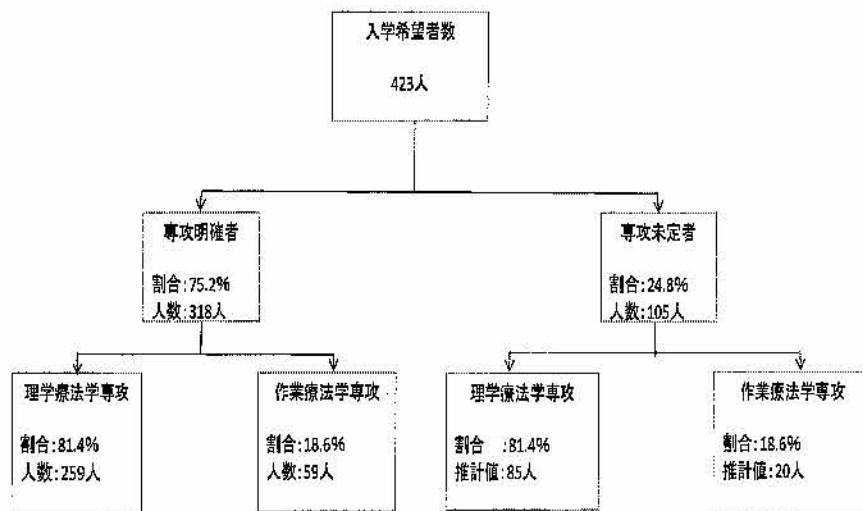 入学希望者数
423人
専攻明確者
割合:75.2%
人数:318人
専攻未定者
割合:24.8%
人数:105人
理学療法学専攻
割合:81.4%
人数:259人
作業療法学専攻
割合:18.6%
人数:59人
理学療法学専攻
割合 :81.4%
推計値:85人
作業療法学専攻
割合:18.6%
推計値:20人